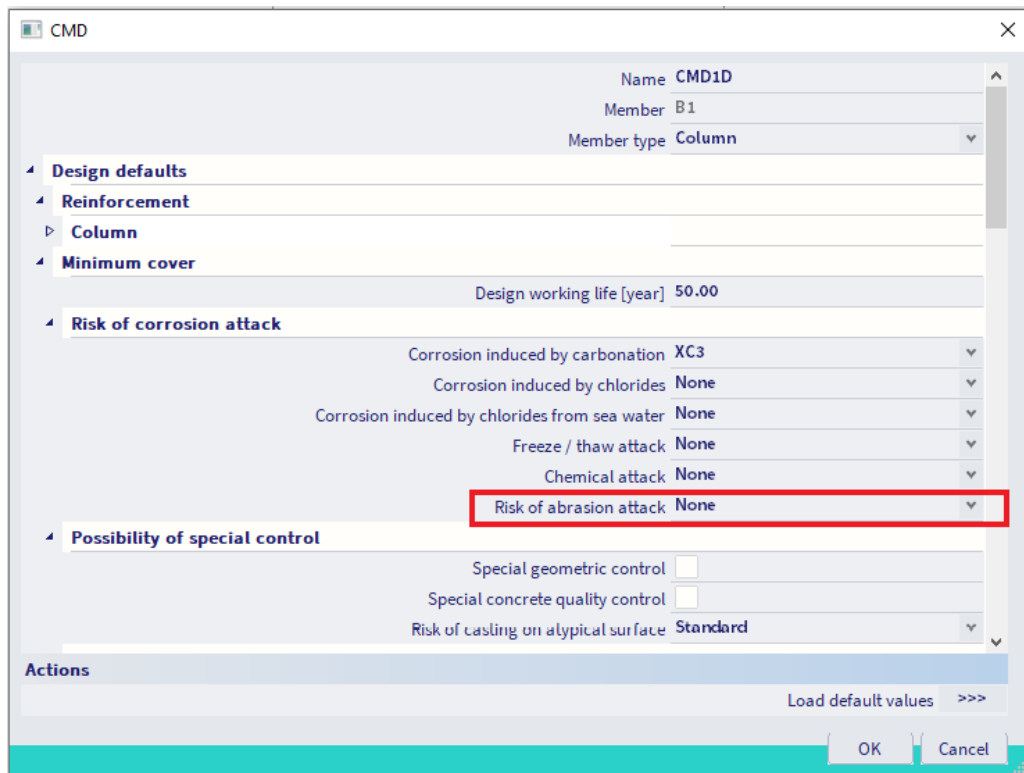 CMD
Name CMD1D
Member B1
Member type Column
Design defaults
Reinforcement
Column
Minimum cover
Design working life [year] 50.00
Risk of corrosion attack
Corrosion induced by carbonation XC3
Corrosion induced by chlorides None
Corrosion induced by chlorides from sea water None
Freeze / thaw attack None
Chemical attack None
Risk of abrasion attack None
Possibility of special control
Special geometric control
Special concrete quality control
Risk of casting on atypical surface Standard
Actions
Load default values >>>
OK Cancel